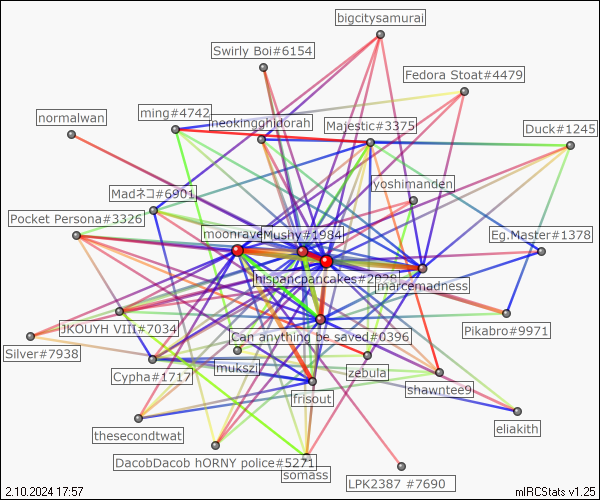 bigcitysamurai
Swirly Boi#6154
Fedora Stoat#4479
normalwan
ming#4742
neokingghidorah
Majestic#3375
Duck#1245
yoshimanden
Madネコ#6901
Pocket Persona#3326
moonrave
Mushy#1984
Eg.Master#1378
hispancpancakes#2020
marcemadness
JKOUYH VIII#7034
Pikabro#9971
Can anything be saved#0396
Silver#7938
mukszi
zebula
Cypha#1717
shawntee9
frisout
thesecondtwat
eliakith
DacobDacob hORNY police#5271
somass
LPK2387 #7690
2.10.2024 17:57
mIRCStats v1.25